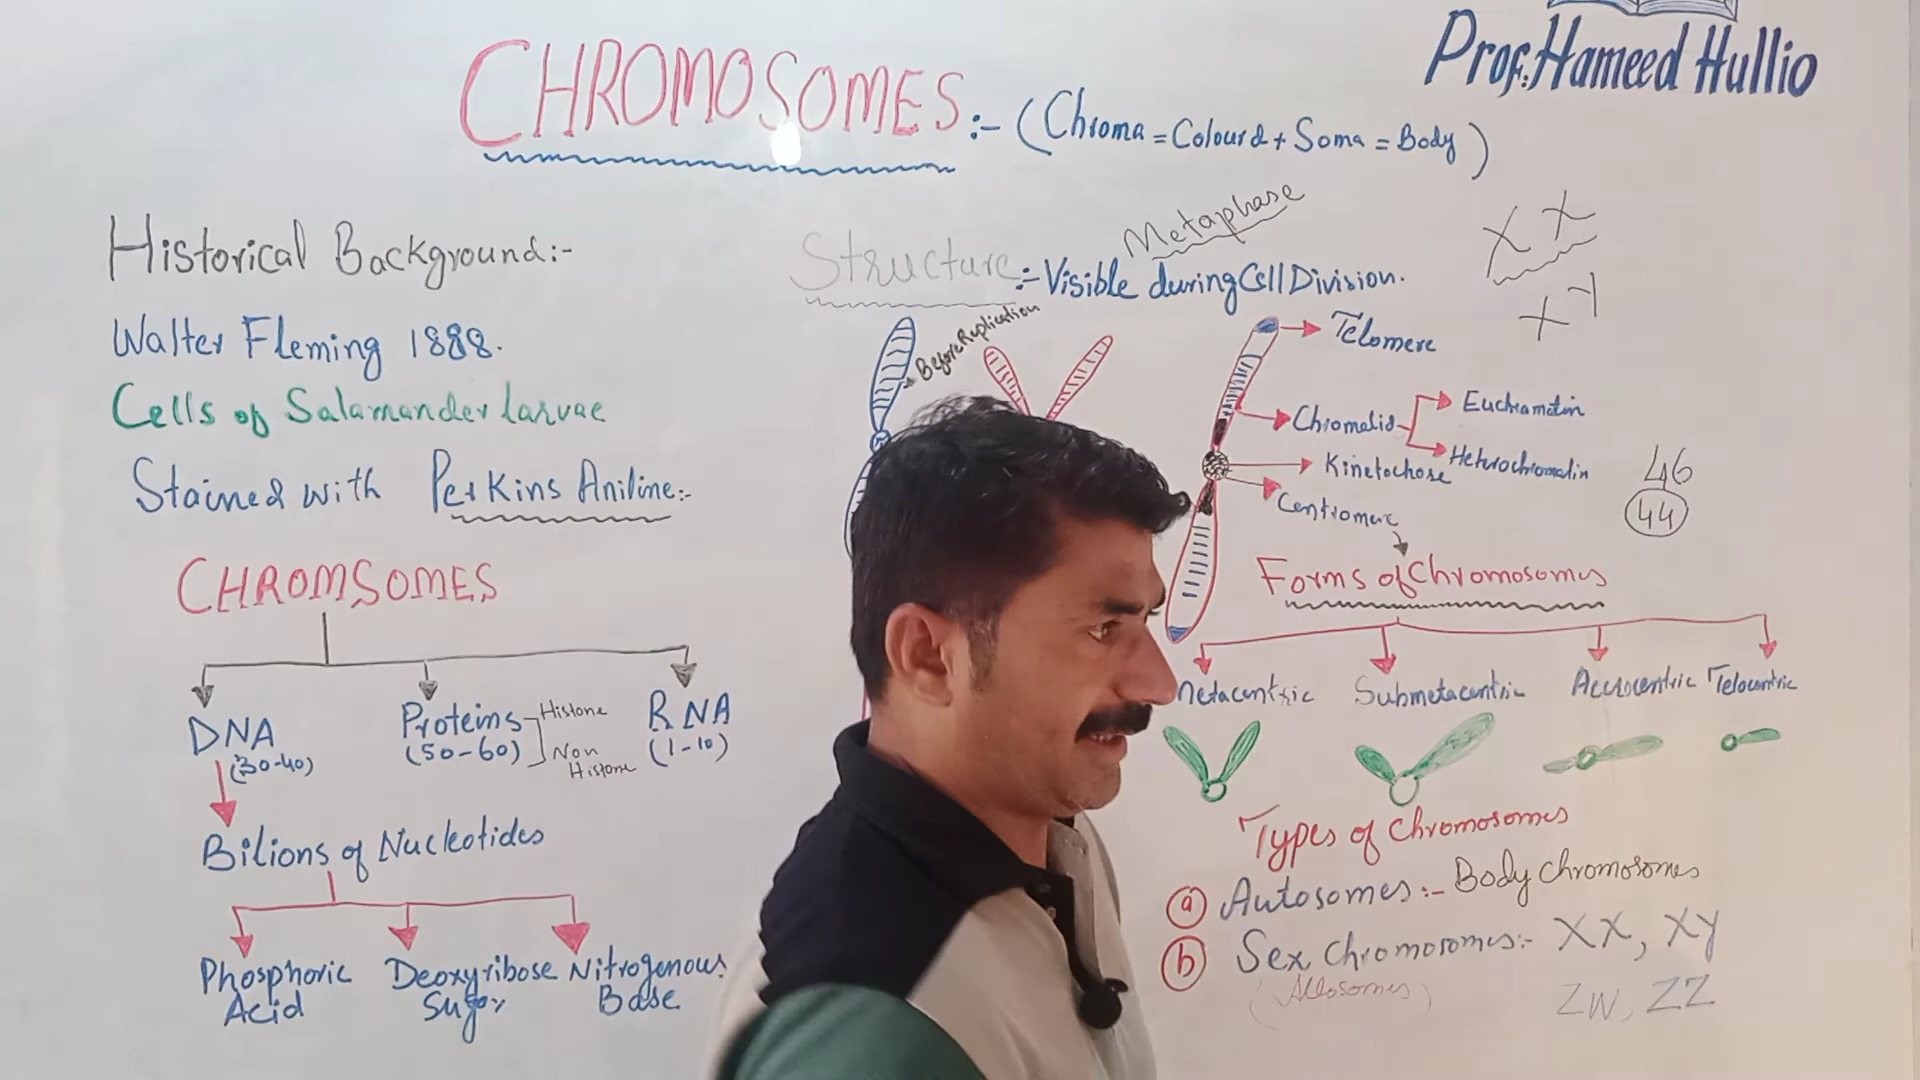 CHROMOSOMES :- (Chroma = Colourd + Soma = Body)
Prof. Hameed Hullio
Historical Background:-
Walter Fleming 1888.
Cells of Salamander larvae
Stained with Perkins Aniline:-
CHROMSOMES
DNA
(30-40)
Proteins
(50-60)
Histone
Non
Histone
RNA
(1-10)
Bilions of Nucleotides
Phosphoric
Acid
Deoxyribose
Sugar
Nitrogenous
Base
Metaphase
Structure:- Visible during Cell Division.
X X
X Y
Before Replication
Telomere
Chromatid
Euchromatin
Heterochromatin
Kinetochore
Centromere
46
44
Forms of Chromosomes
Metacentric
Submetacentric
Acrocentric
Telocentric
Types of Chromosomes
a Autosomes:- Body Chromosomes
b Sex Chromosomes:- XX, XY
(Allosomes)
ZW, ZZ